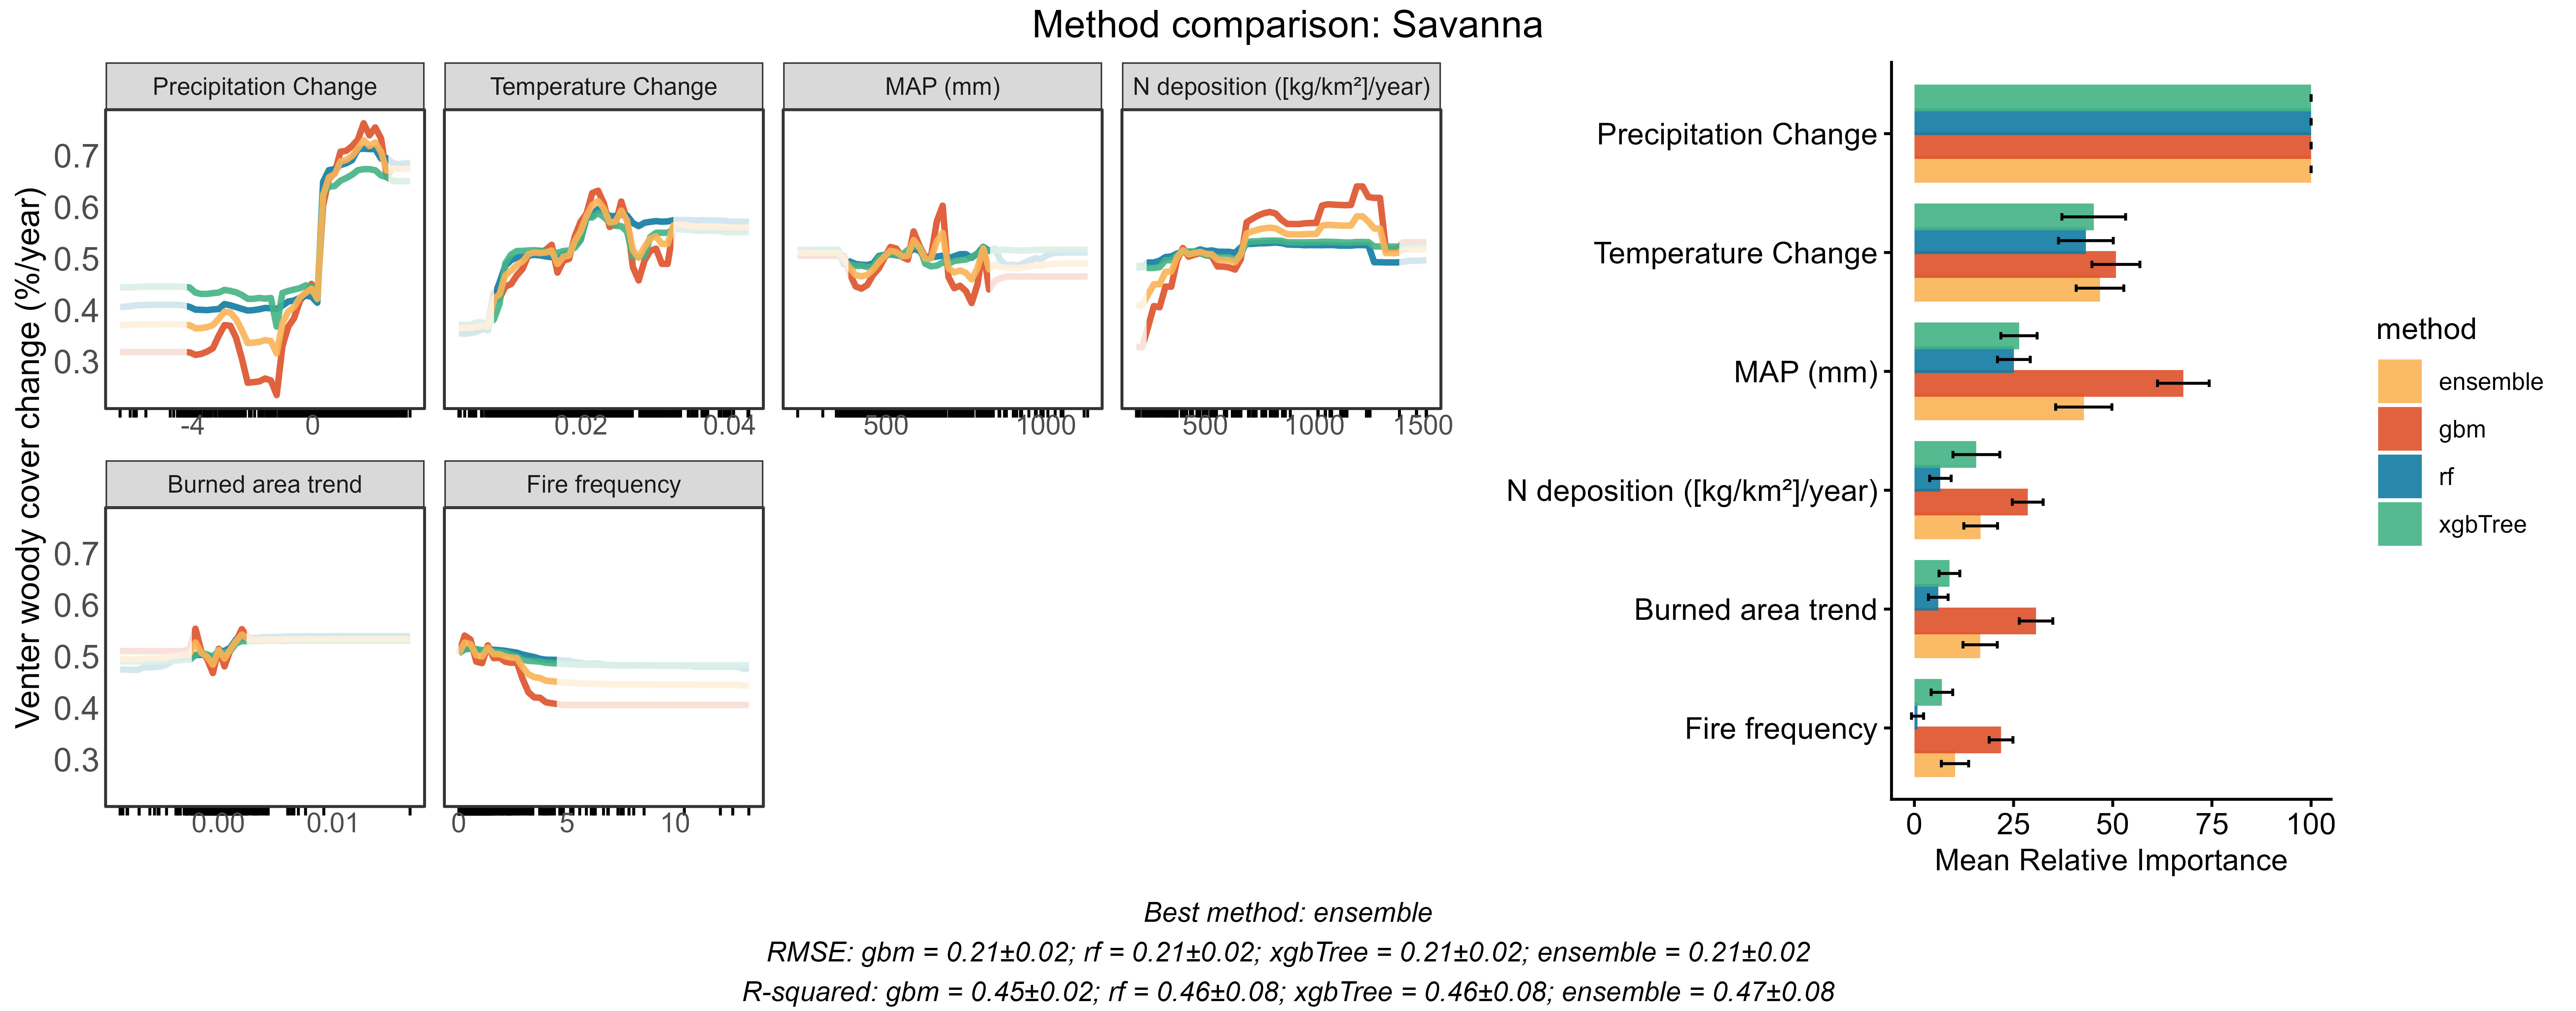 Method comparison: Savanna
Precipitation Change
Temperature Change
MAP (mm)
N deposition ([kg/km²]/year)
Venter woody cover change (%/year)
0.7
0.6
0.5
0.4
0.3
-4
0
0.02
0.04
500
1000
500
1000
1500
Burned area trend
Fire frequency
0.7
0.6
0.5
0.4
0.3
0.00
0.01
0
5
10
Precipitation Change
Temperature Change
MAP (mm)
N deposition ([kg/km²]/year)
Burned area trend
Fire frequency
0
25
50
75
100
Mean Relative Importance
method
ensemble
gbm
rf
xgbTree
Best method: ensemble
RMSE: gbm = 0.21±0.02; rf = 0.21±0.02; xgbTree = 0.21±0.02; ensemble = 0.21±0.02
R-squared: gbm = 0.45±0.02; rf = 0.46±0.08; xgbTree = 0.46±0.08; ensemble = 0.47±0.08